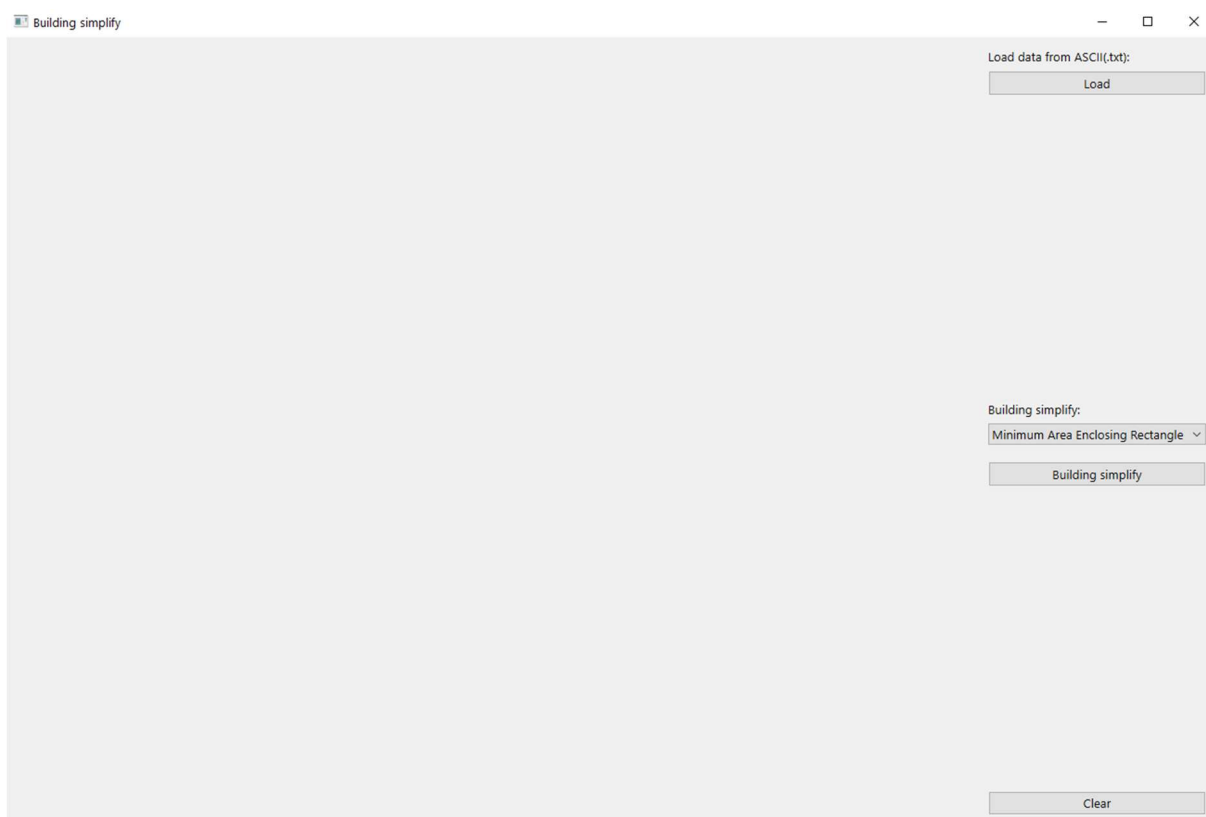 Building simplify
Load data from ASCII(.txt):
Load
Building simplify:
Minimum Area Enclosing Rectangle
Building simplify
Clear